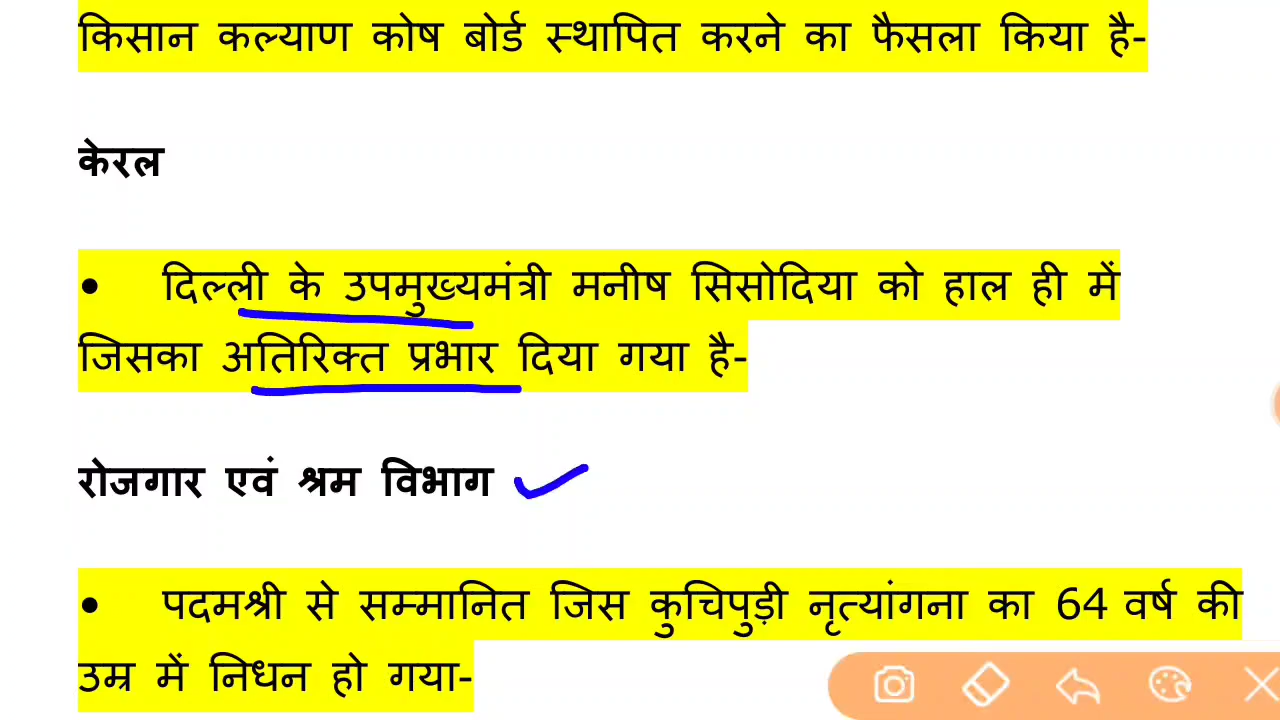 किसान कल्याण कोष बोर्ड स्थापित करने का फैसला किया है-
केरल
• दिल्ली के उपमुख्यमंत्री मनीष सिसोदिया को हाल ही में
जिसका अतिरिक्त प्रभार दिया गया है-
रोजगार एवं श्रम विभाग
• पदमश्री से सम्मानित जिस कुचिपुड़ी नृत्यांगना का 64 वर्ष की
उम्र में निधन हो गया-